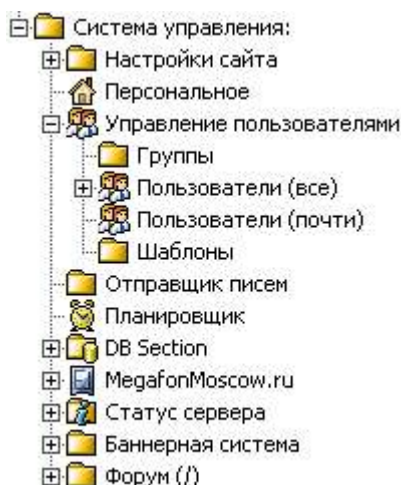 Система управления:
Настройки сайта
Персональное
Управление пользователями
Группы
Пользователи (все)
Пользователи (почти)
Шаблоны
Отправщик писем
Планировщик
DB Section
MegafonMoscow.ru
Статус сервера
Баннерная система
Форум (/)